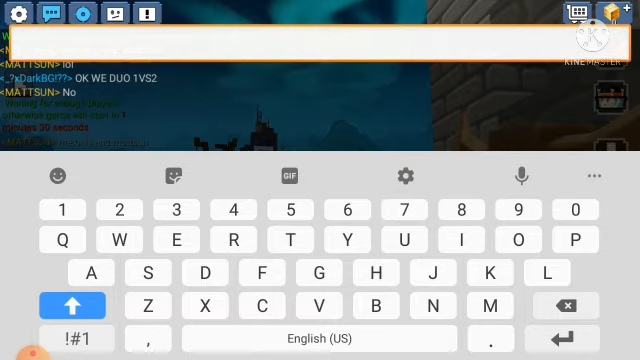 KINEMASTER
<MATTSUN> lol
<_?xDarkBG!??> OK WE DUO 1VS2
<MATTSUN> No
Waiting for enough players
otherwise game will start in 1
minutes 30 seconds
<MATTSUN>
GIF
1 2 3 4 5 6 7 8 9 0
Q W E R T Y U I O P
A S D F G H J K L
Z X C V B N M
!#1 , English (US) .